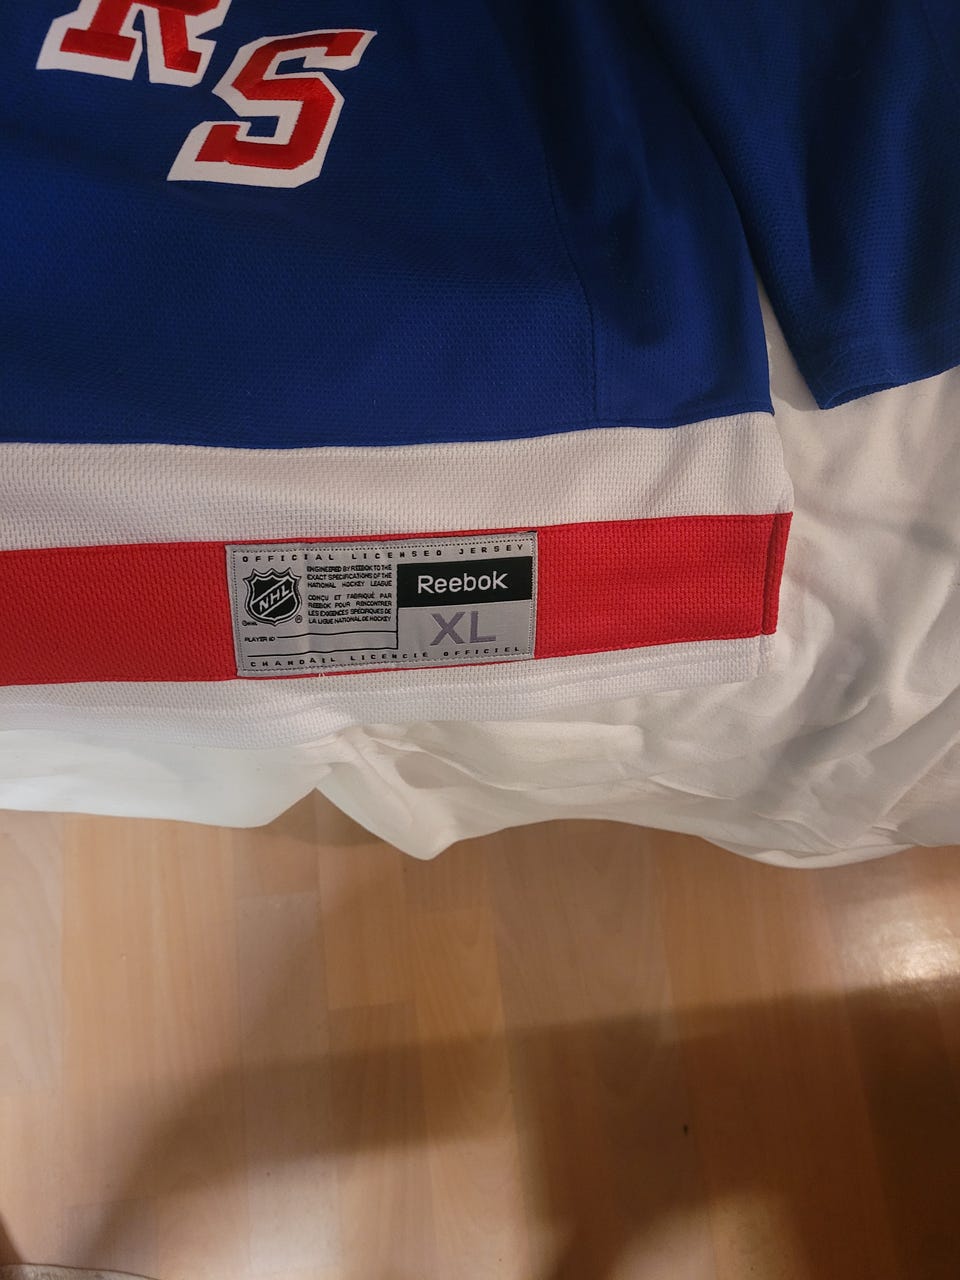 RS
OFFICIAL LICENSED JERSEY
NHL
ENGINEERED BY REEBOK TO THE
EXACT SPECIFICATIONS OF THE
NATIONAL HOCKEY LEAGUE
CONÇU ET FABRIQUÉ PAR
REEBOK POUR RENCONTRER
LES EXIGENCES SPÉCIFIQUES DE
LA LIGUE NATIONAL DE HOCKEY
©NHL
®
PLAYER ID
Reebok
XL
CHANDAIL LICENCIÉ OFFICIEL